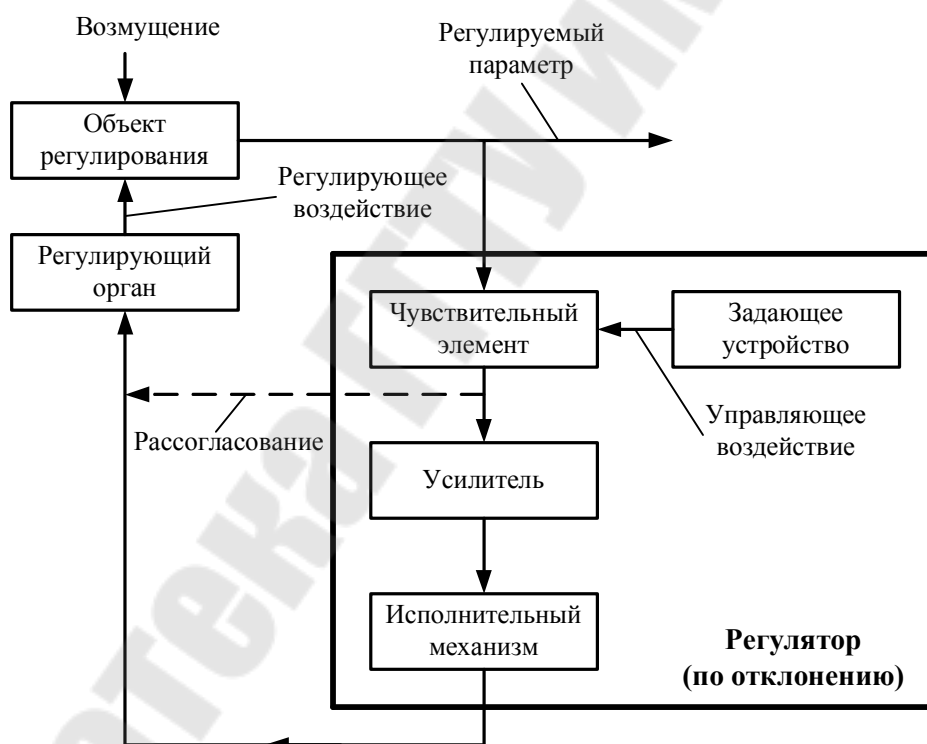 Возмущение
Регулируемый
параметр
Объект
регулирования
Регулирующее
воздействие
Регулирующий
орган
Чувствительный
элемент
Задающее
устройство
Рассогласование
Управляющее
воздействие
Усилитель
Исполнительный
механизм
Регулятор
(по отклонению)